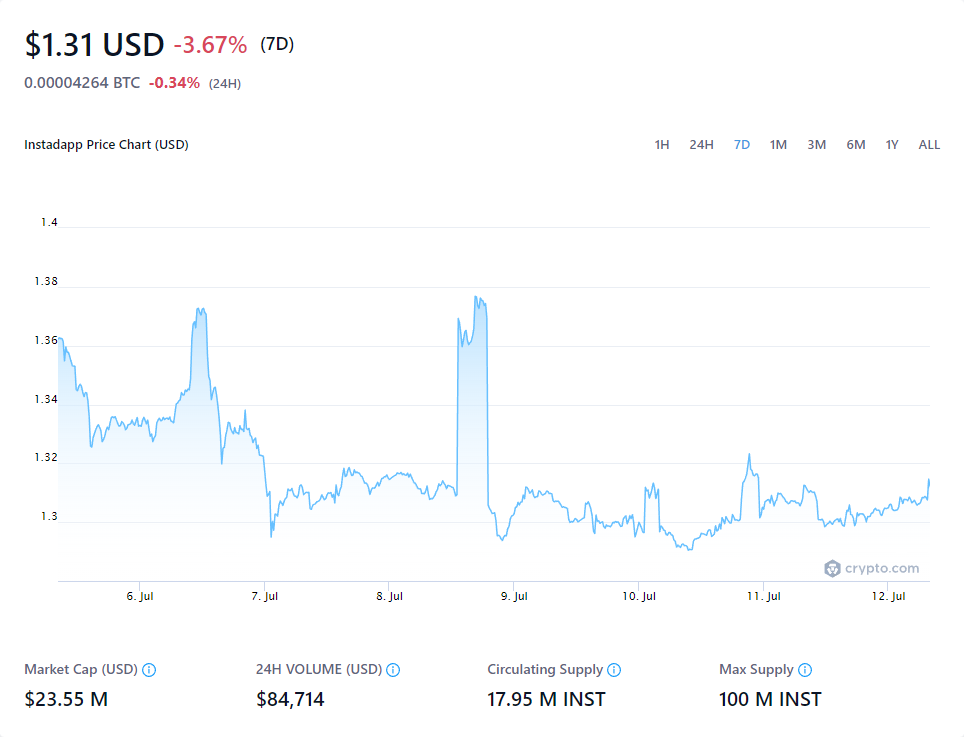 $1.31 USD -3.67% (7D)
0.00004264 BTC -0.34% (24H)
Instadapp Price Chart (USD)
1H 24H 7D 1M 3M 6M 1Y ALL
1.4
1.38
1.36
1.34
1.32
1.3
crypto.com
6. Jul 7. Jul 8. Jul 9. Jul 10. Jul 11. Jul 12. Jul
Market Cap (USD) 24H VOLUME (USD) Circulating Supply Max Supply
$23.55 M $84,714 17.95 M INST 100 M INST